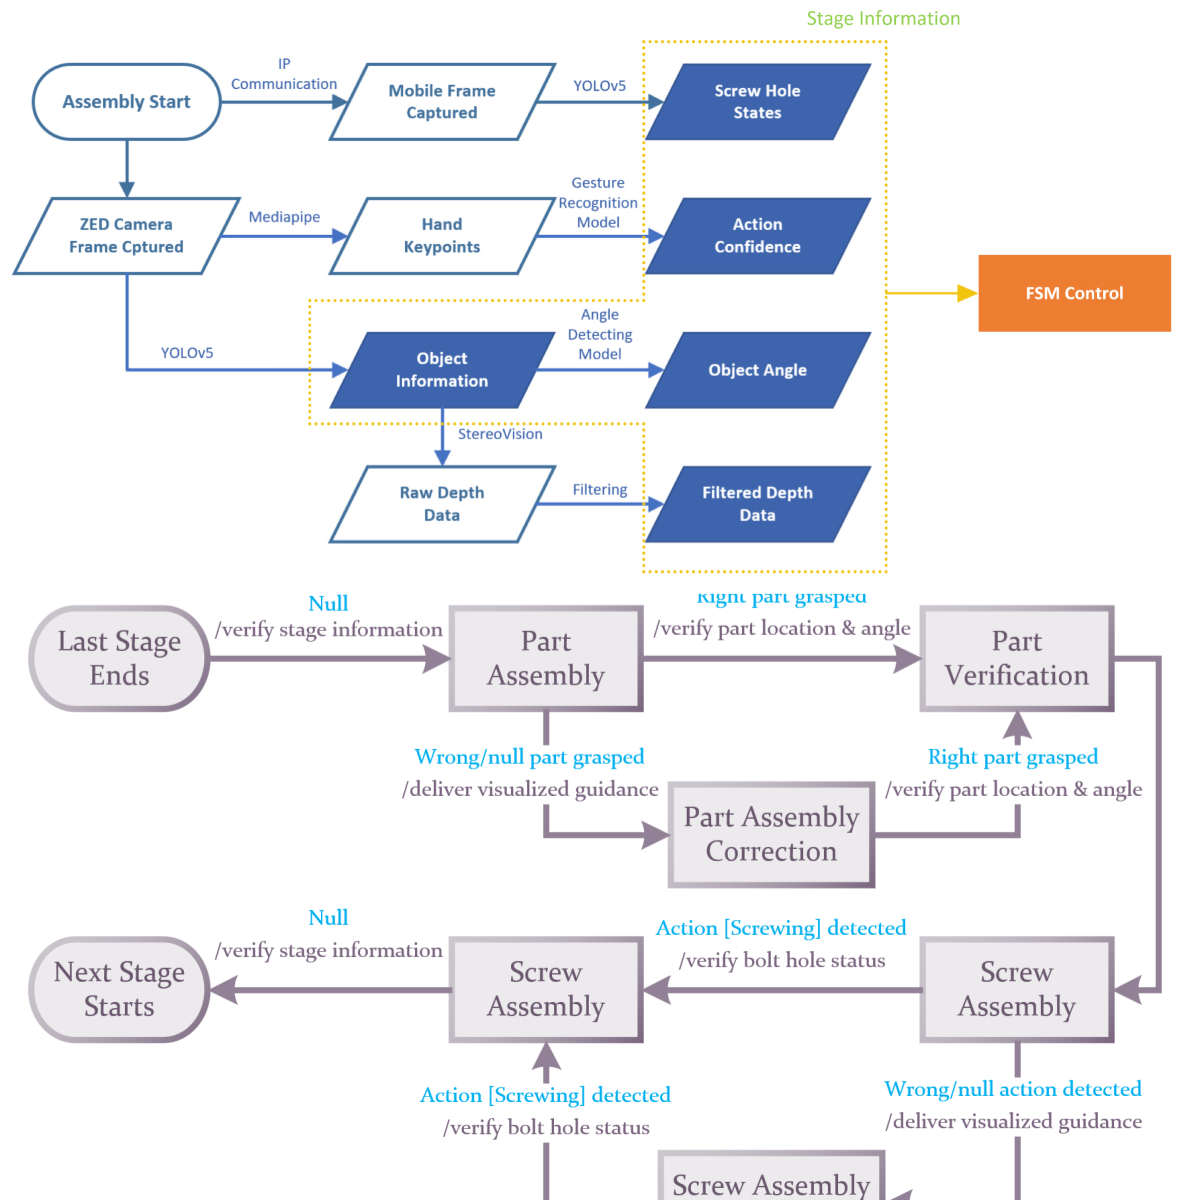 Stage Information
IP
Communication
Assembly Start
Mobile Frame
Captured
YOLOv5
Screw Hole
States
ZED Camera
Frame Cptured
Mediapipe
Hand
Keypoints
Gesture
Recognition
Model
Action
Confidence
FSM Control
YOLOv5
Object
Information
Angle
Detecting
Model
Object Angle
StereoVision
Raw Depth
Data
Filtering
Filtered Depth
Data
Last Stage
Ends
Null
/verify stage information
Part
Assembly
Right part grasped
/verify part location & angle
Part
Verification
Wrong/null part grasped
/deliver visualized guidance
Part Assembly
Correction
Right part grasped
/verify part location & angle
Next Stage
Starts
Null
/verify stage information
Screw
Assembly
Action [Screwing] detected
/verify bolt hole status
Screw
Assembly
Action [Screwing] detected
/verify bolt hole status
Wrong/null action detected
/deliver visualized guidance
Screw Assembly